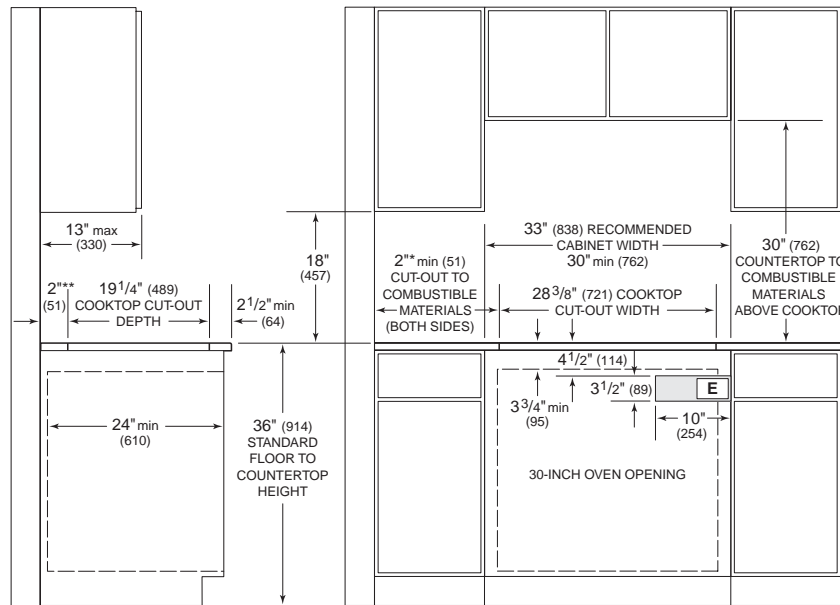 13" max
(330)
2"**
(51)
19 1/4" (489)
COOKTOP CUT-OUT
DEPTH
2 1/2" min
(64)
18"
(457)
24" min
(610)
36" (914)
STANDARD
FLOOR TO
COUNTERTOP
HEIGHT
2"* min (51)
CUT-OUT TO
COMBUSTIBLE
MATERIALS
(BOTH SIDES)
33" (838) RECOMMENDED
CABINET WIDTH
30" min (762)
28 3/8" (721) COOKTOP
CUT-OUT WIDTH
30" (762)
COUNTERTOP TO
COMBUSTIBLE
MATERIALS
ABOVE COOKTOP
4 1/2" (114)
3 1/2" (89)
E
3 3/4" min
(95)
10"
(254)
30-INCH OVEN OPENING